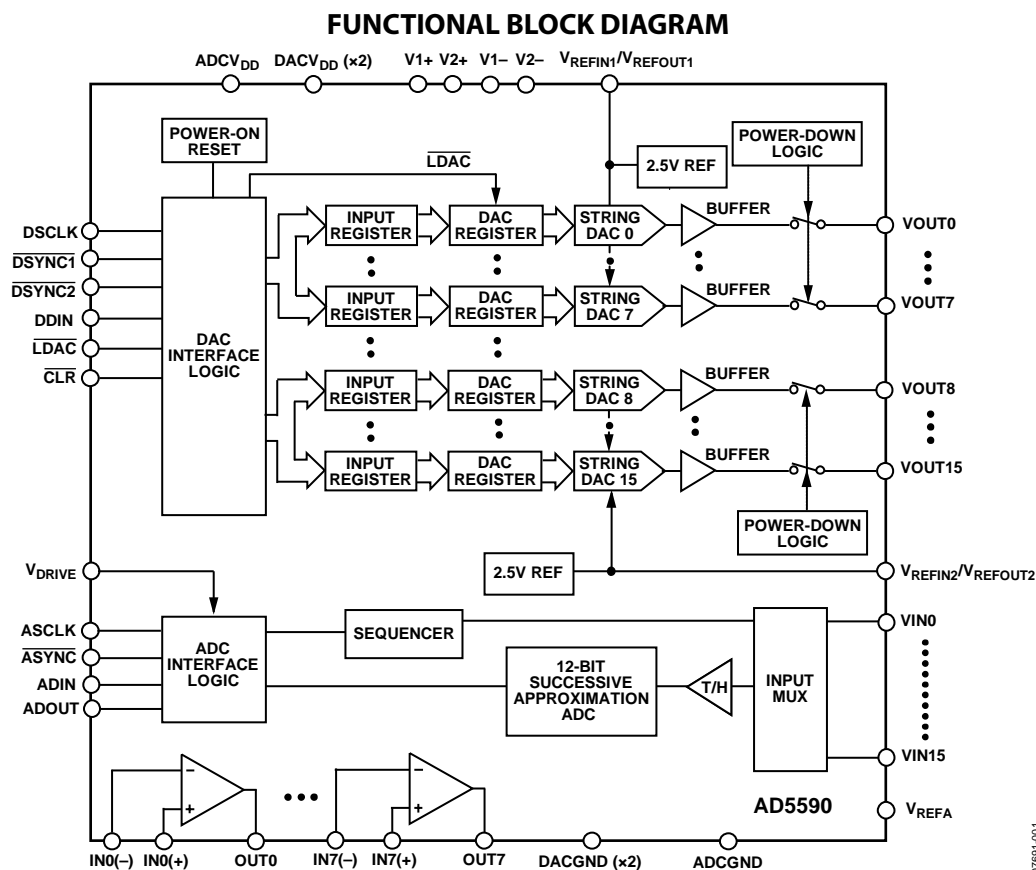 FUNCTIONAL BLOCK DIAGRAM
ADCVDD DACVDD (×2) V1+ V2+ V1– V2– VREFIN1/VREFOUT1
POWER-ON
RESET
LDAC
2.5V REF
POWER-DOWN
LOGIC
DSCLK
DSYNC1
DSYNC2
DDIN
LDAC
CLR
DAC
INTERFACE
LOGIC
INPUT
REGISTER
DAC
REGISTER
STRING
DAC 0
BUFFER
VOUT0
INPUT
REGISTER
DAC
REGISTER
STRING
DAC 7
BUFFER
VOUT7
INPUT
REGISTER
DAC
REGISTER
STRING
DAC 8
BUFFER
VOUT8
INPUT
REGISTER
DAC
REGISTER
STRING
DAC 15
BUFFER
VOUT15
POWER-DOWN
LOGIC
2.5V REF
VREFIN2/VREFOUT2
VDRIVE
ASCLK
ASYNC
ADIN
ADOUT
ADC
INTERFACE
LOGIC
SEQUENCER
12-BIT
SUCCESSIVE
APPROXIMATION
ADC
T/H
INPUT
MUX
VIN0
VIN15
AD5590
VREFA
– + – +
IN0(–) IN0(+) OUT0 IN7(–) IN7(+) OUT7 DACGND (×2) ADCGND
07691-001